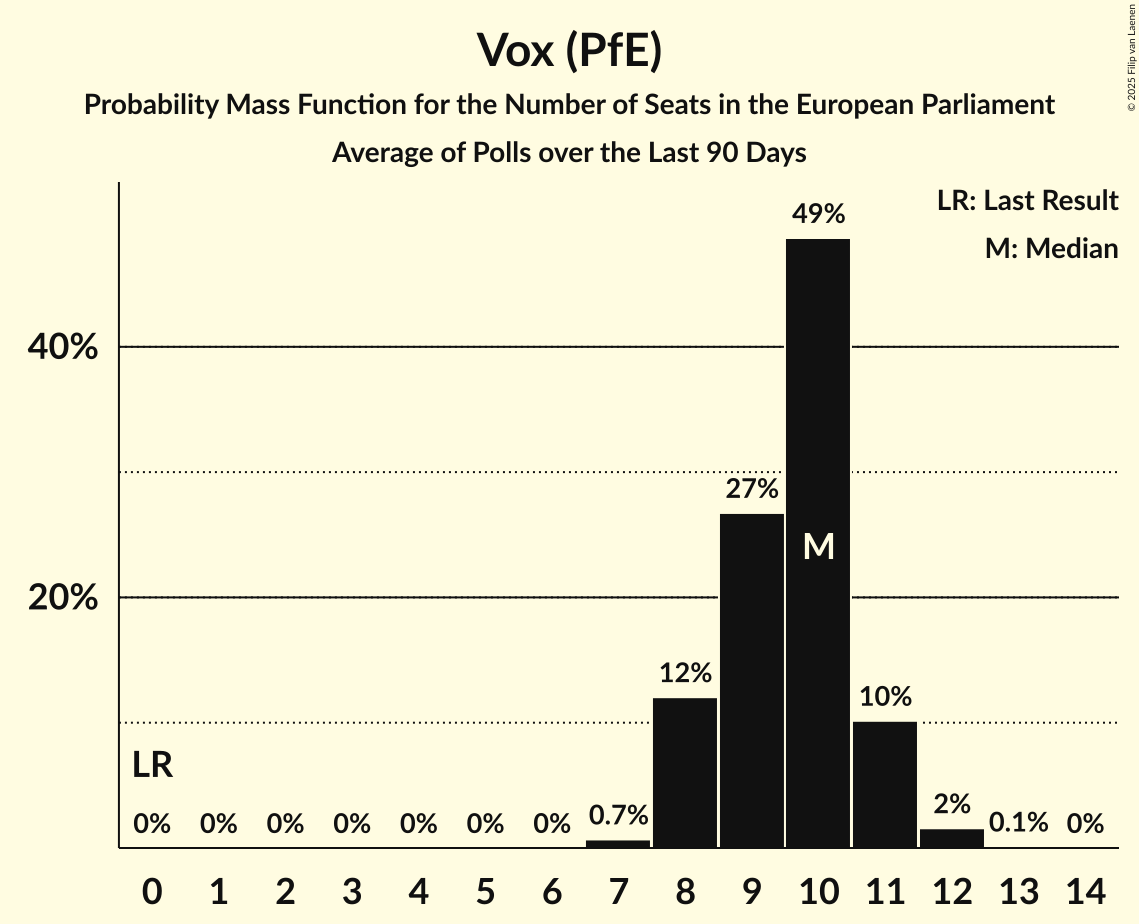 Vox (PfE)
Probability Mass Function for the Number of Seats in the European Parliament
Average of Polls over the Last 90 Days
© 2025 Filip van Laenen
LR: Last Result
M: Median
49%
40%
27%
M
20%
12%
10%
LR
0% 0% 0% 0% 0% 0% 0% 0.7% 2% 0.1% 0%
0 1 2 3 4 5 6 7 8 9 10 11 12 13 14